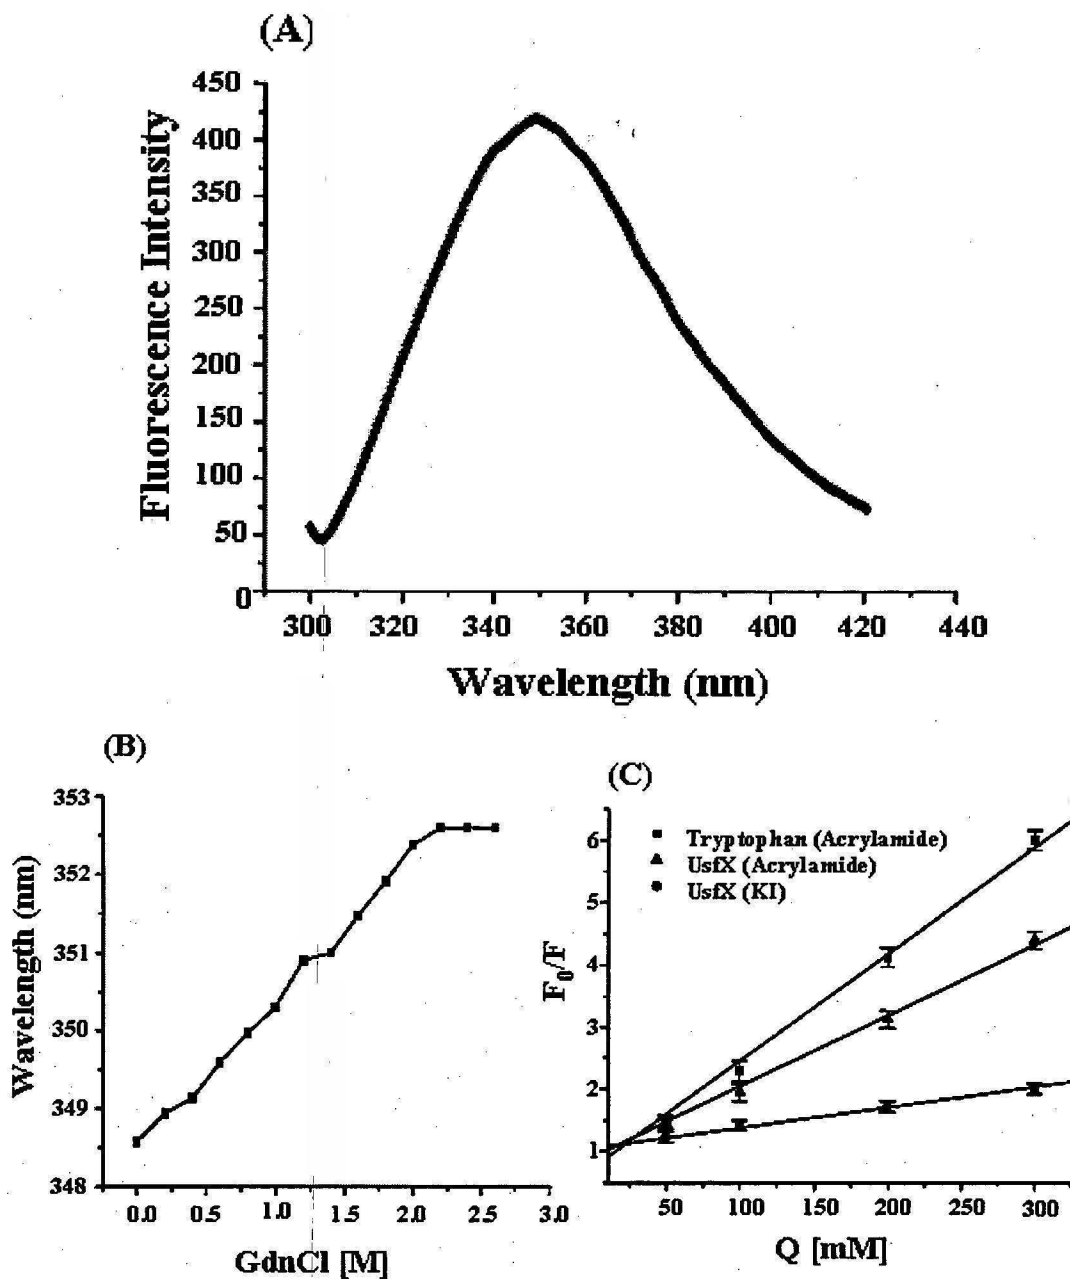 (A)
Fluorescence Intensity
450
400
350
300
250
200
150
100
50
0
300 320 340 360 380 400 420 440
Wavelength (nm)
(B)
Wavelength (nm)
353
352
351
350
349
348
0.0 0.5 1.0 1.5 2.0 2.5 3.0
GdnCl [M]
(C)
F0/F
6
5
4
3
2
1
Tryptophan (Acrylamide)
UsfX (Acrylamide)
UsfX (KI)
50 100 150 200 250 300
Q [mM]